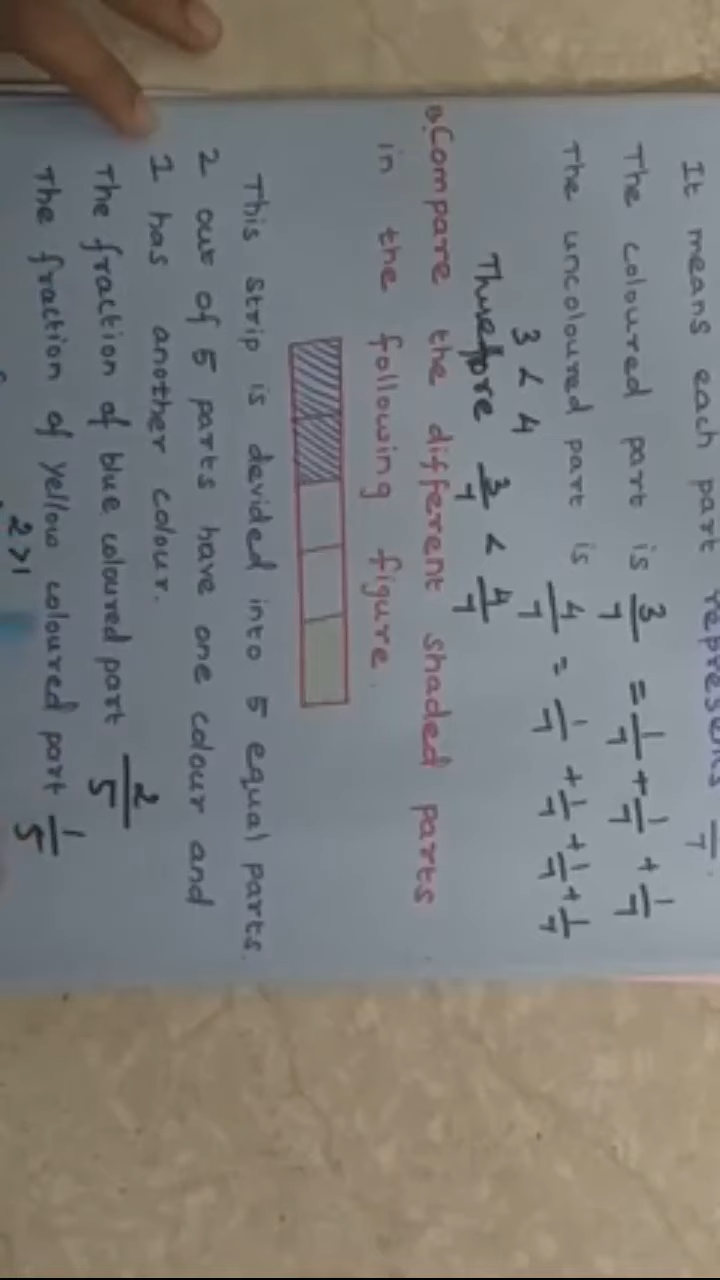 It means each part represents 1/7.
The coloured part is 3/7 = 1/7 + 1/7 + 1/7
The uncoloured part is 4/7 = 1/7 + 1/7 + 1/7 + 1/7
3 < 4
Therefore 3/7 < 4/7
Compare the different shaded parts
in the following figure.
This strip is devided into 5 equal parts.
2 out of 5 parts have one colour and
1 has another colour.
The fraction of blue coloured part 2/5
The fraction of yellow coloured part 1/5
2 > 1